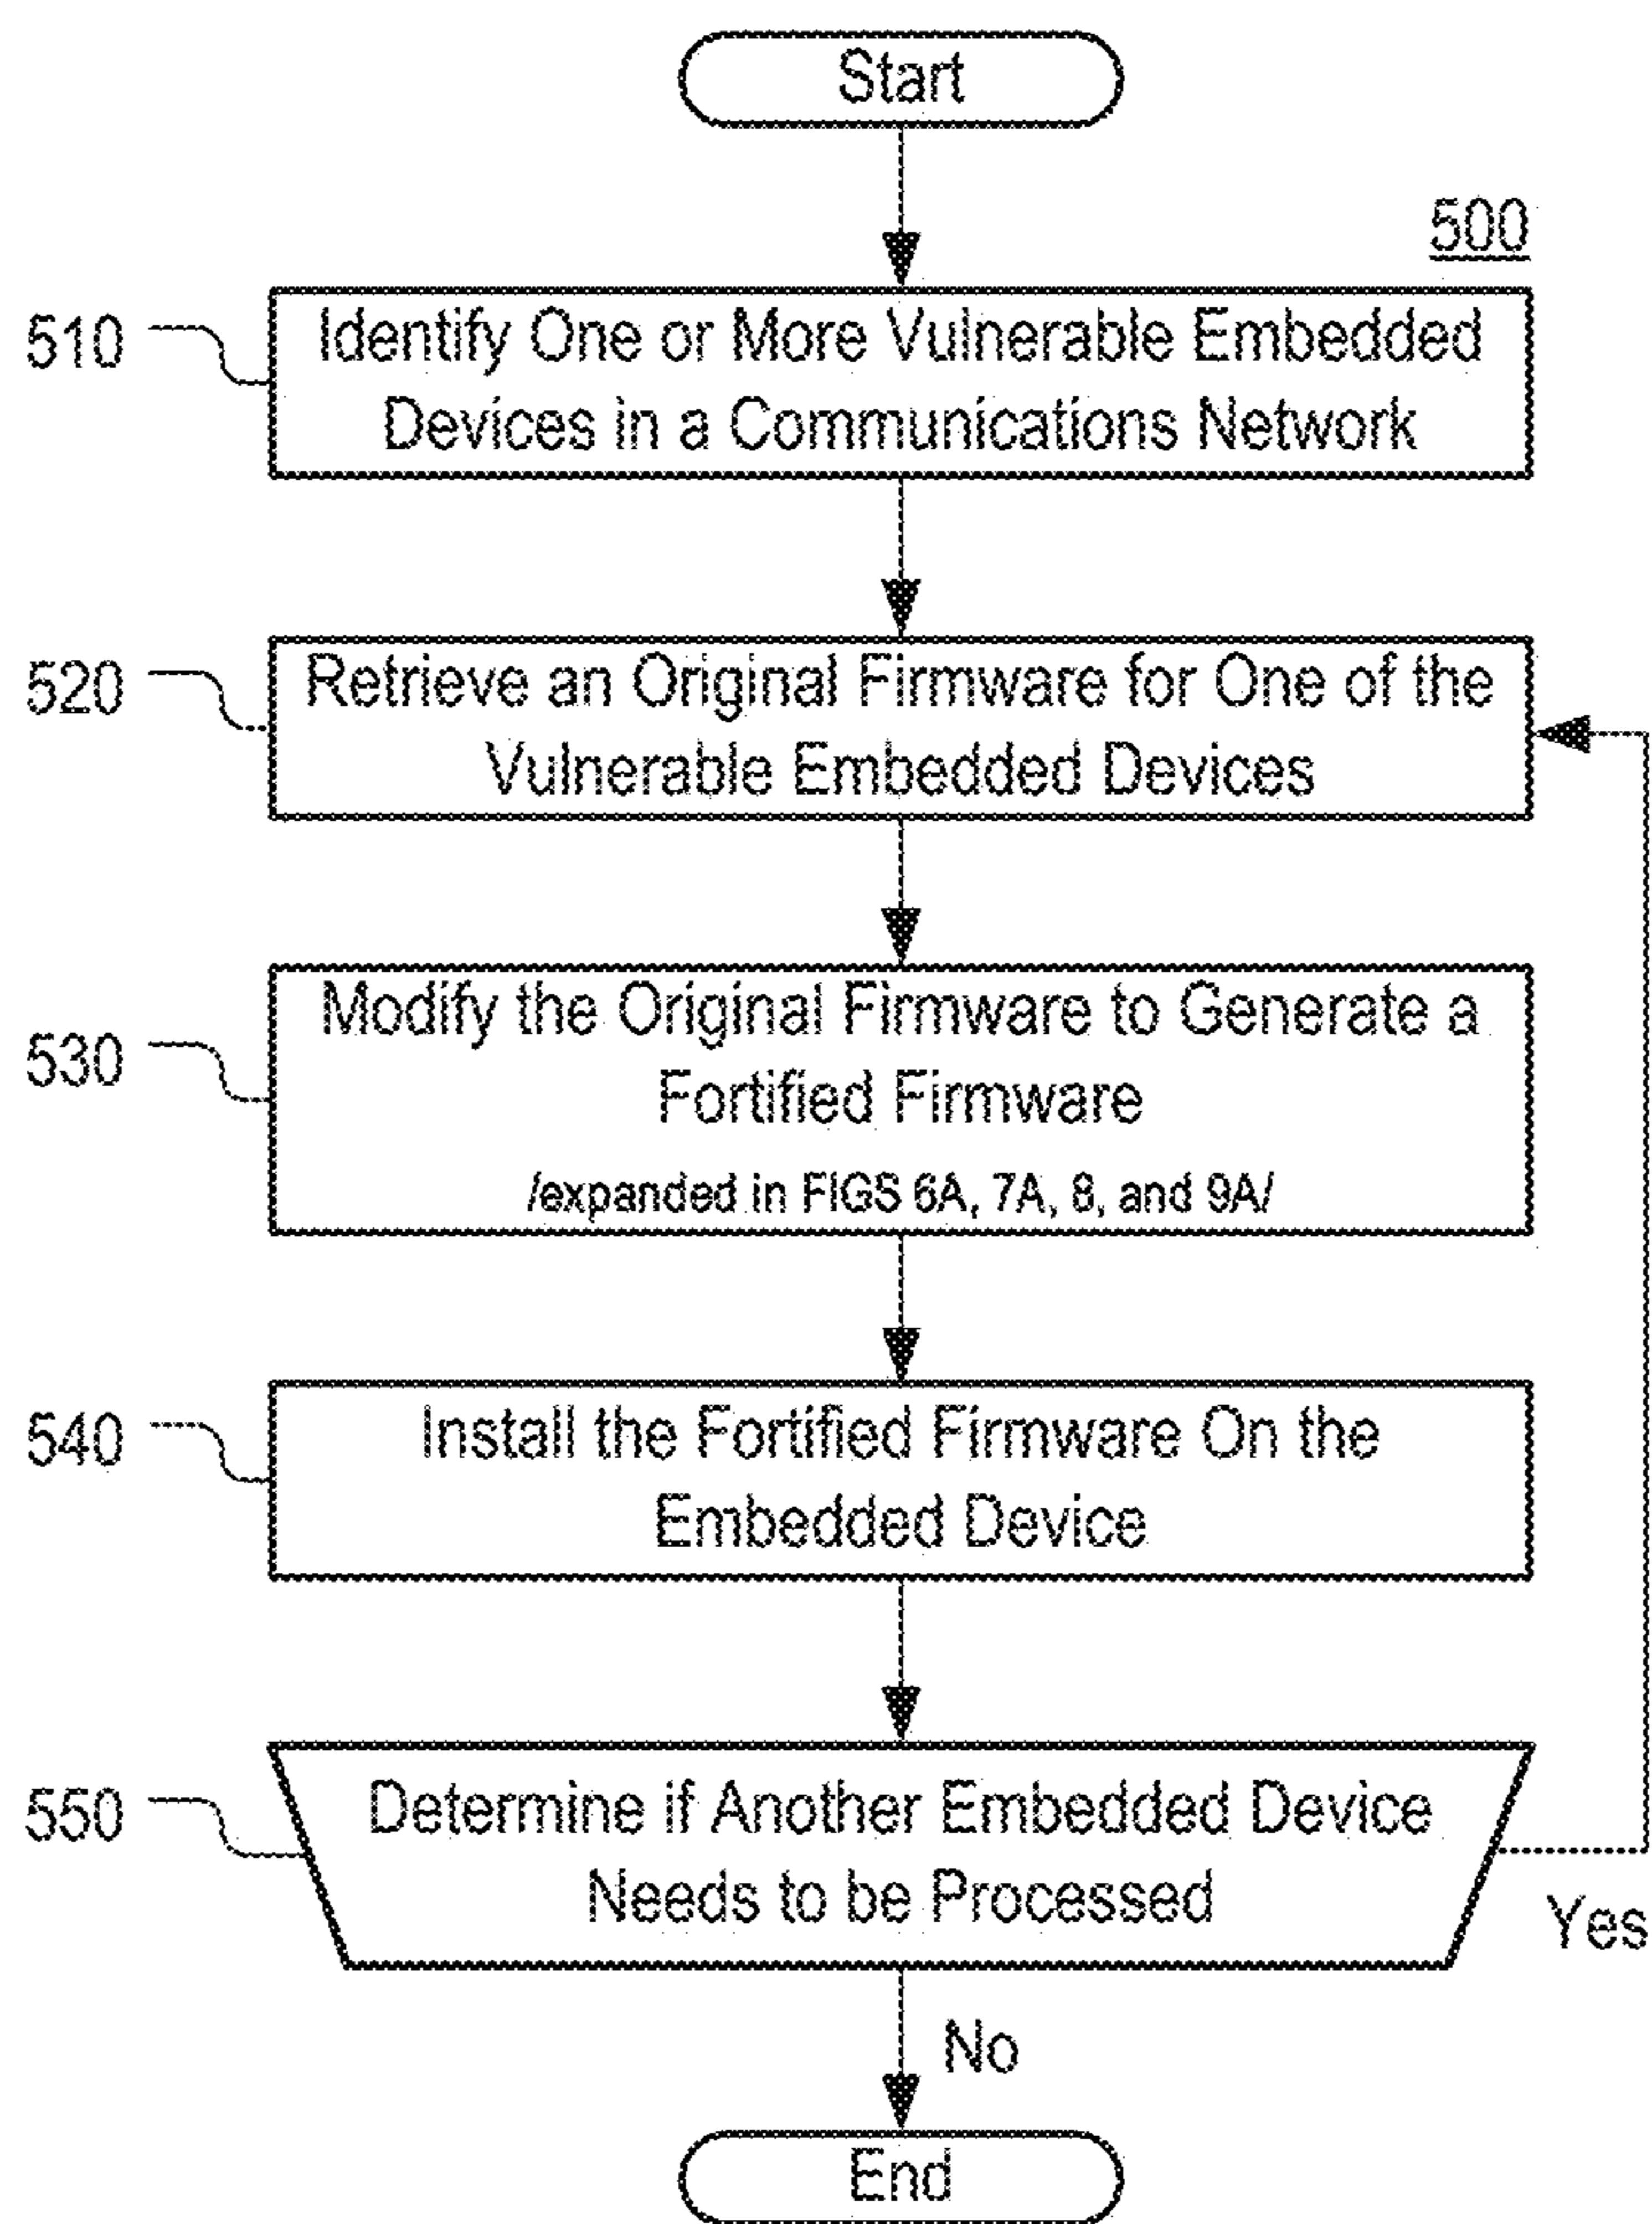 Start
500
510
Identify One or More Vulnerable Embedded
Devices in a Communications Network
520
Retrieve an Original Firmware for One of the
Vulnerable Embedded Devices
530
Modify the Original Firmware to Generate a
Fortified Firmware
/expanded in FIGS 6A, 7A, 8, and 9A/
540
Install the Fortified Firmware On the
Embedded Device
550
Determine if Another Embedded Device
Needs to be Processed
Yes
No
End